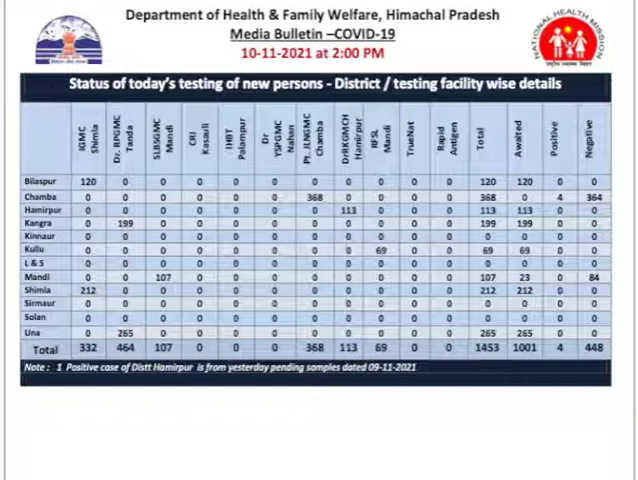 Department of Health & Family Welfare, Himachal Pradesh
Media Bulletin –COVID-19
10-11-2021 at 2:00 PM
NATIONAL HEALTH MISSION
Status of today's testing of new persons - District / testing facility wise details
IGMC Shimla Dr. RPGMC Tanda SLBSGMC Mandi CRI Kasauli IHBT Palampur Dr YSPGMC Nahan Pt. JLNGMC Chamba DrRKGMCH Hamirpur RFSL Mandi TrueNat Rapid Antigen Total Awaited Positive Negative
Bilaspur 120 0 0 0 0 0 0 0 0 0 0 120 120 0 0
Chamba 0 0 0 0 0 0 368 0 0 0 0 368 0 4 364
Hamirpur 0 0 0 0 0 0 0 113 0 0 0 113 113 0 0
Kangra 0 199 0 0 0 0 0 0 0 0 0 199 199 0 0
Kinnaur 0 0 0 0 0 0 0 0 0 0 0 0 0 0 0
Kullu 0 0 0 0 0 0 0 0 69 0 0 69 69 0 0
L & S 0 0 0 0 0 0 0 0 0 0 0 0 0 0 0
Mandi 0 0 107 0 0 0 0 0 0 0 0 107 23 0 84
Shimla 212 0 0 0 0 0 0 0 0 0 0 212 212 0 0
Sirmaur 0 0 0 0 0 0 0 0 0 0 0 0 0 0 0
Solan 0 0 0 0 0 0 0 0 0 0 0 0 0 0 0
Una 0 265 0 0 0 0 0 0 0 0 0 265 265 0 0
Total 332 464 107 0 0 0 368 113 69 0 0 1453 1001 4 448
Note : 1 Positive case of Distt Hamirpur is from yesterday pending samples dated 09-11-2021